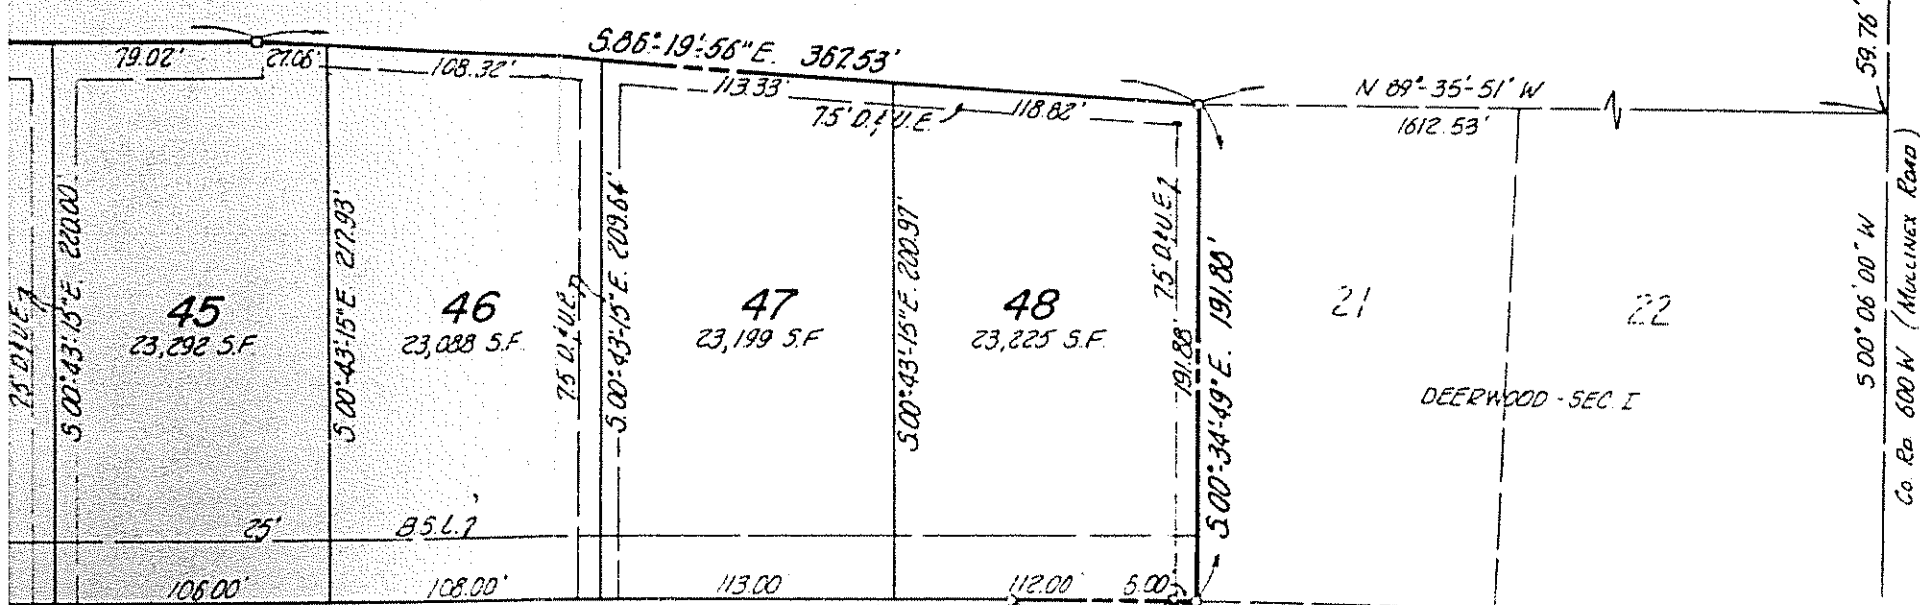 79.02'
27.06'
108.32'
S.86°-19'-56"E. 367.53'
113.33'
7.5' D.&U.E.
118.82'
N 89°-35'-51" W
1612.53'
59.76'
7.5' D.&U.E.
S.00°-43'-15"E. 220.00'
45
23,292 S.F.
S.00°-43'-15"E. 217.93'
46
23,088 S.F.
7.5' D.&U.E.
S.00°-43'-15"E. 209.64'
47
23,199 S.F.
S.00°-43'-15"E. 200.97'
48
23,225 S.F.
7.5' D.&U.E.
191.88'
S.00°-34'-49"E. 191.88'
21
22
DEERWOOD - SEC. I
S 00° 06' 00" W
Co. Rd. 600 W (Mullinex Road)
25' B.S.L.
106.00'
108.00'
113.00
112.00'
5.00'